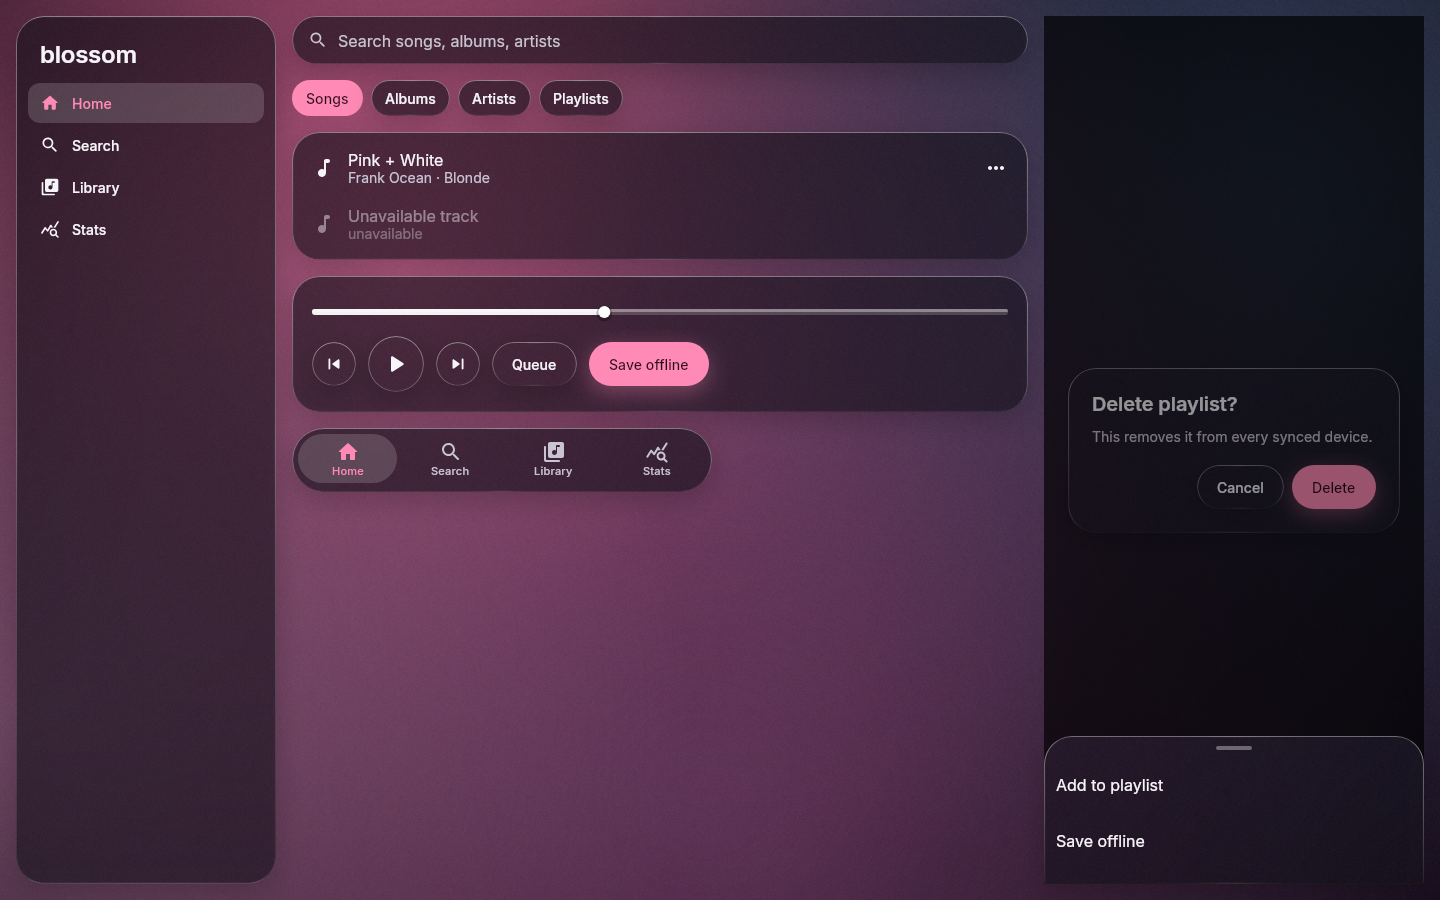 blossom
Home
Search
Library
Stats
Search songs, albums, artists
Songs
Albums
Artists
Playlists
Pink + White
Frank Ocean · Blonde
Unavailable track
unavailable
Queue
Save offline
Home
Search
Library
Stats
Delete playlist?
This removes it from every synced device.
Cancel
Delete
Add to playlist
Save offline